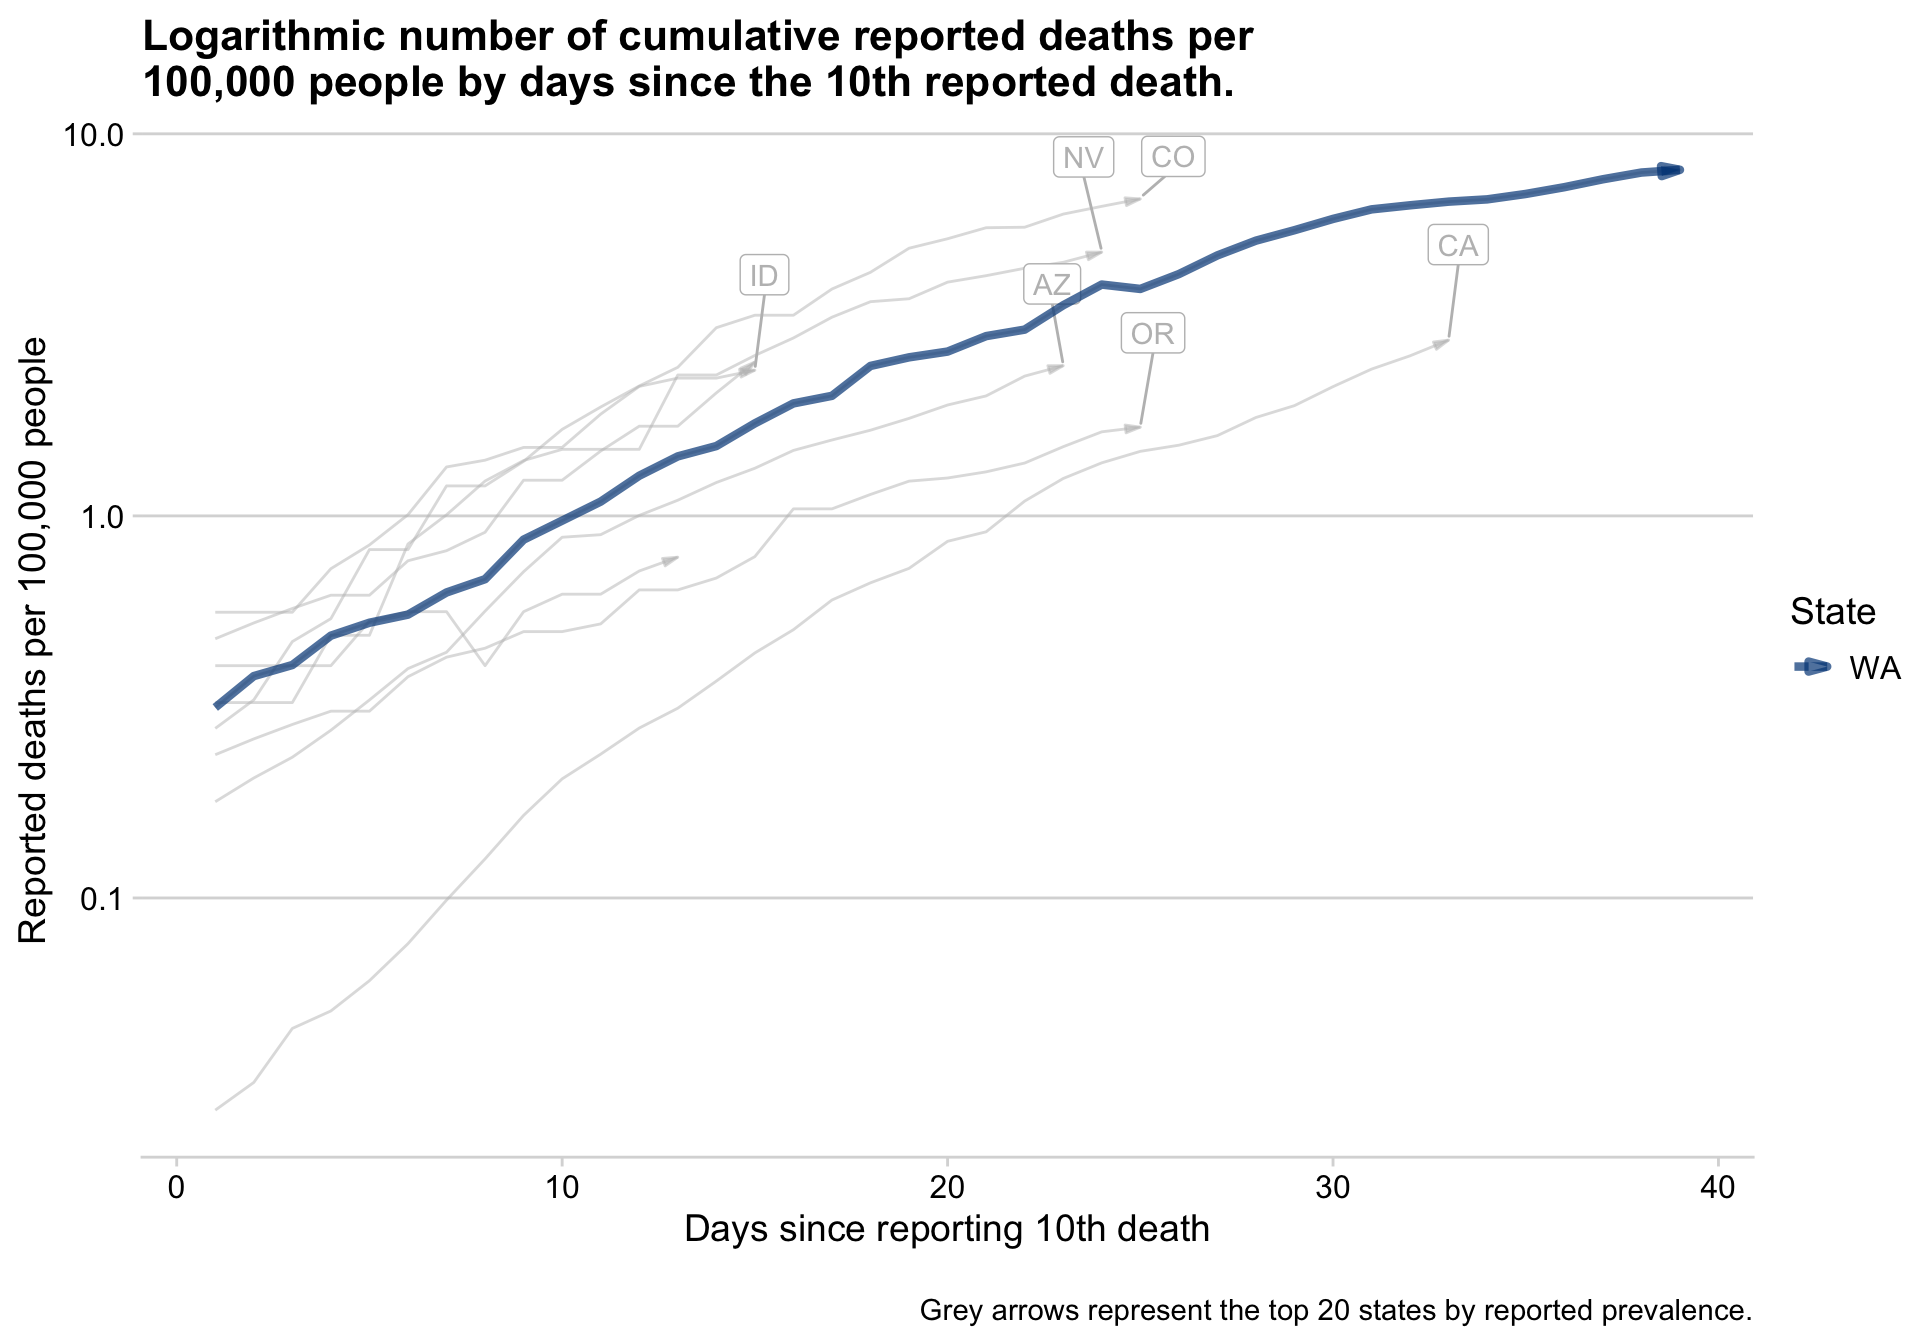 Logarithmic number of cumulative reported deaths per
100,000 people by days since the 10th reported death.
10.0
1.0
0.1
Reported deaths per 100,000 people
NV
CO
ID
AZ
OR
CA
State
WA
0
10
20
30
40
Days since reporting 10th death
Grey arrows represent the top 20 states by reported prevalence.